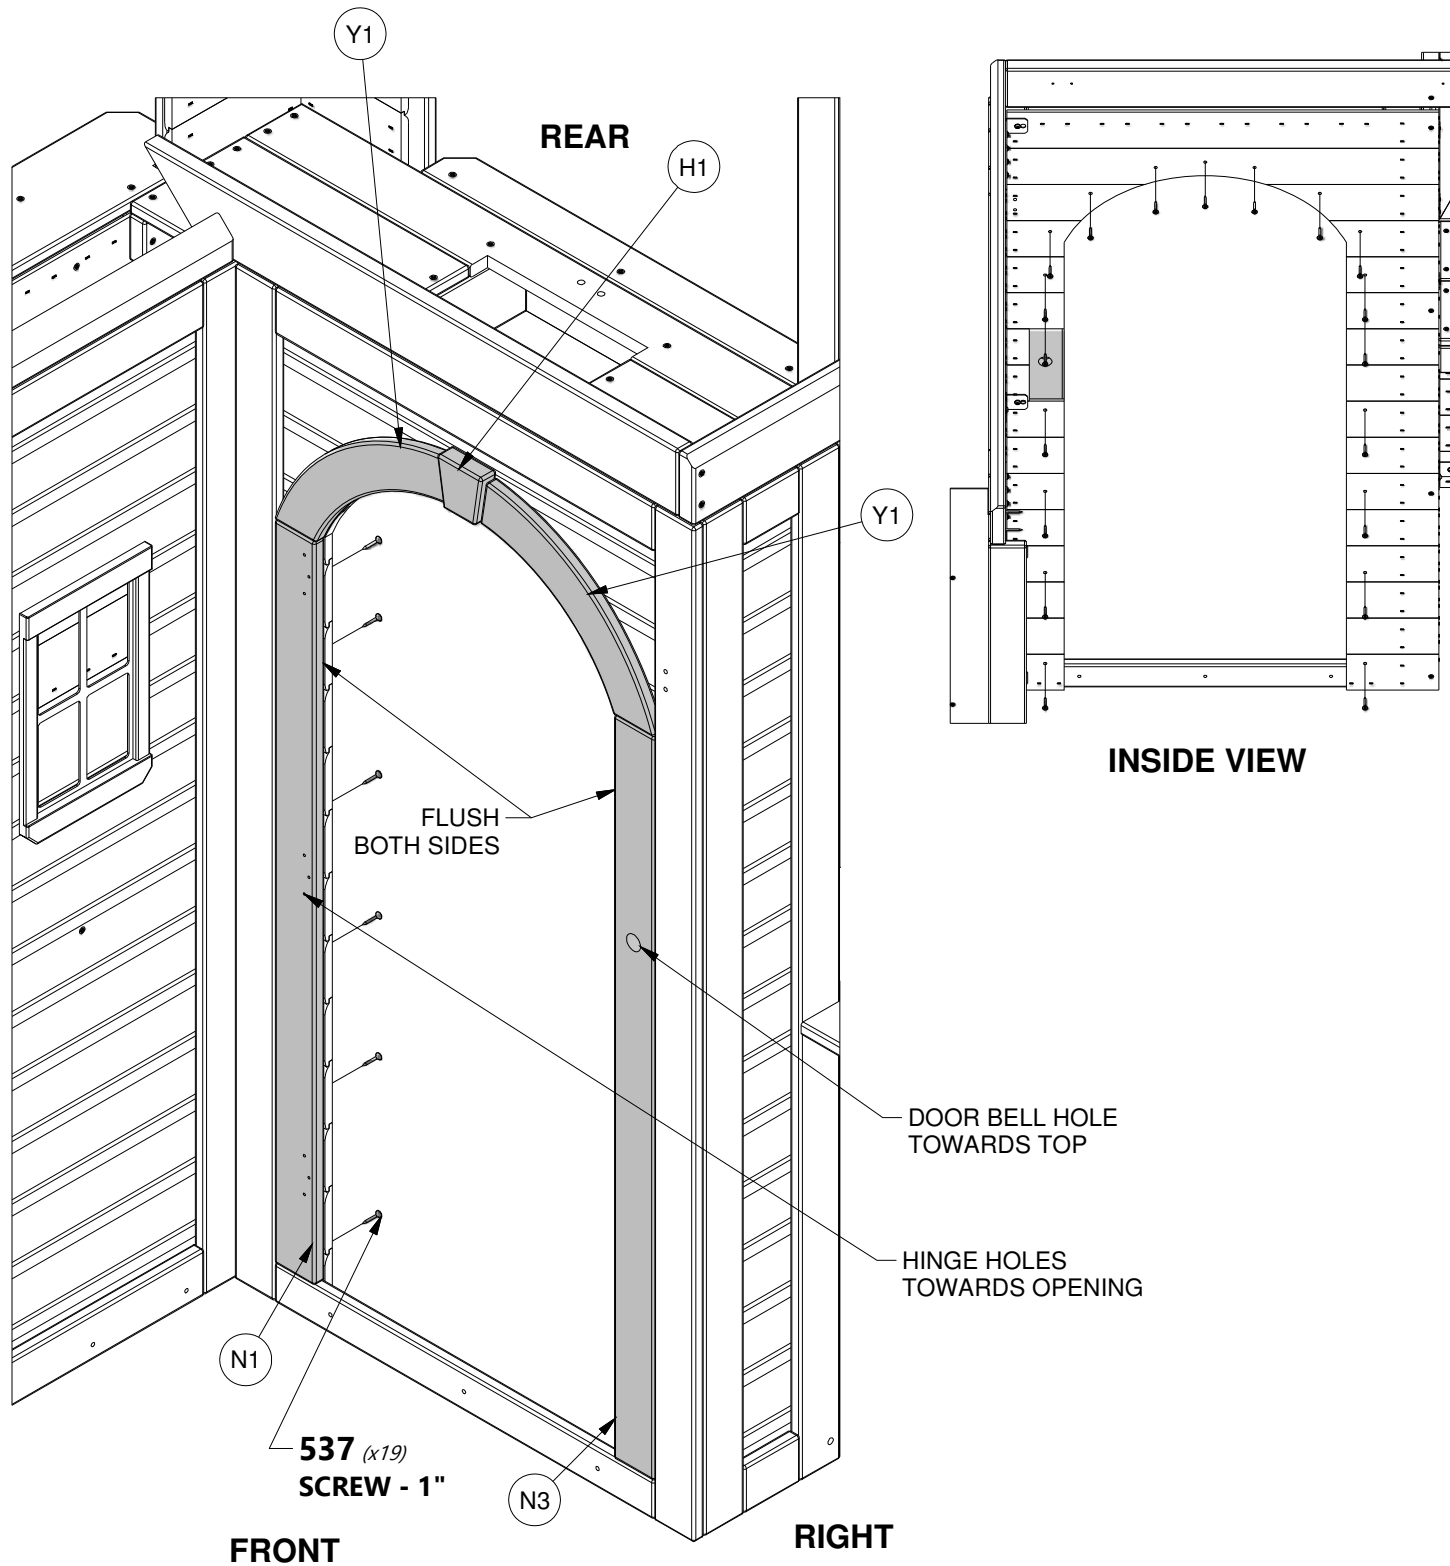 Y1
REAR
H1
Y1
INSIDE VIEW
FLUSH
BOTH SIDES
DOOR BELL HOLE
TOWARDS TOP
HINGE HOLES
TOWARDS OPENING
N1
537 (x19)
SCREW - 1"
N3
FRONT
RIGHT